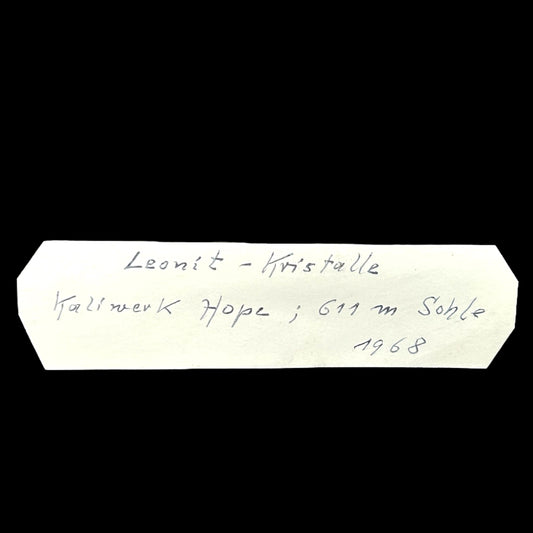 Leonit - Kristalle
Kaliwerk Hope ; 611 m Sohle
1968